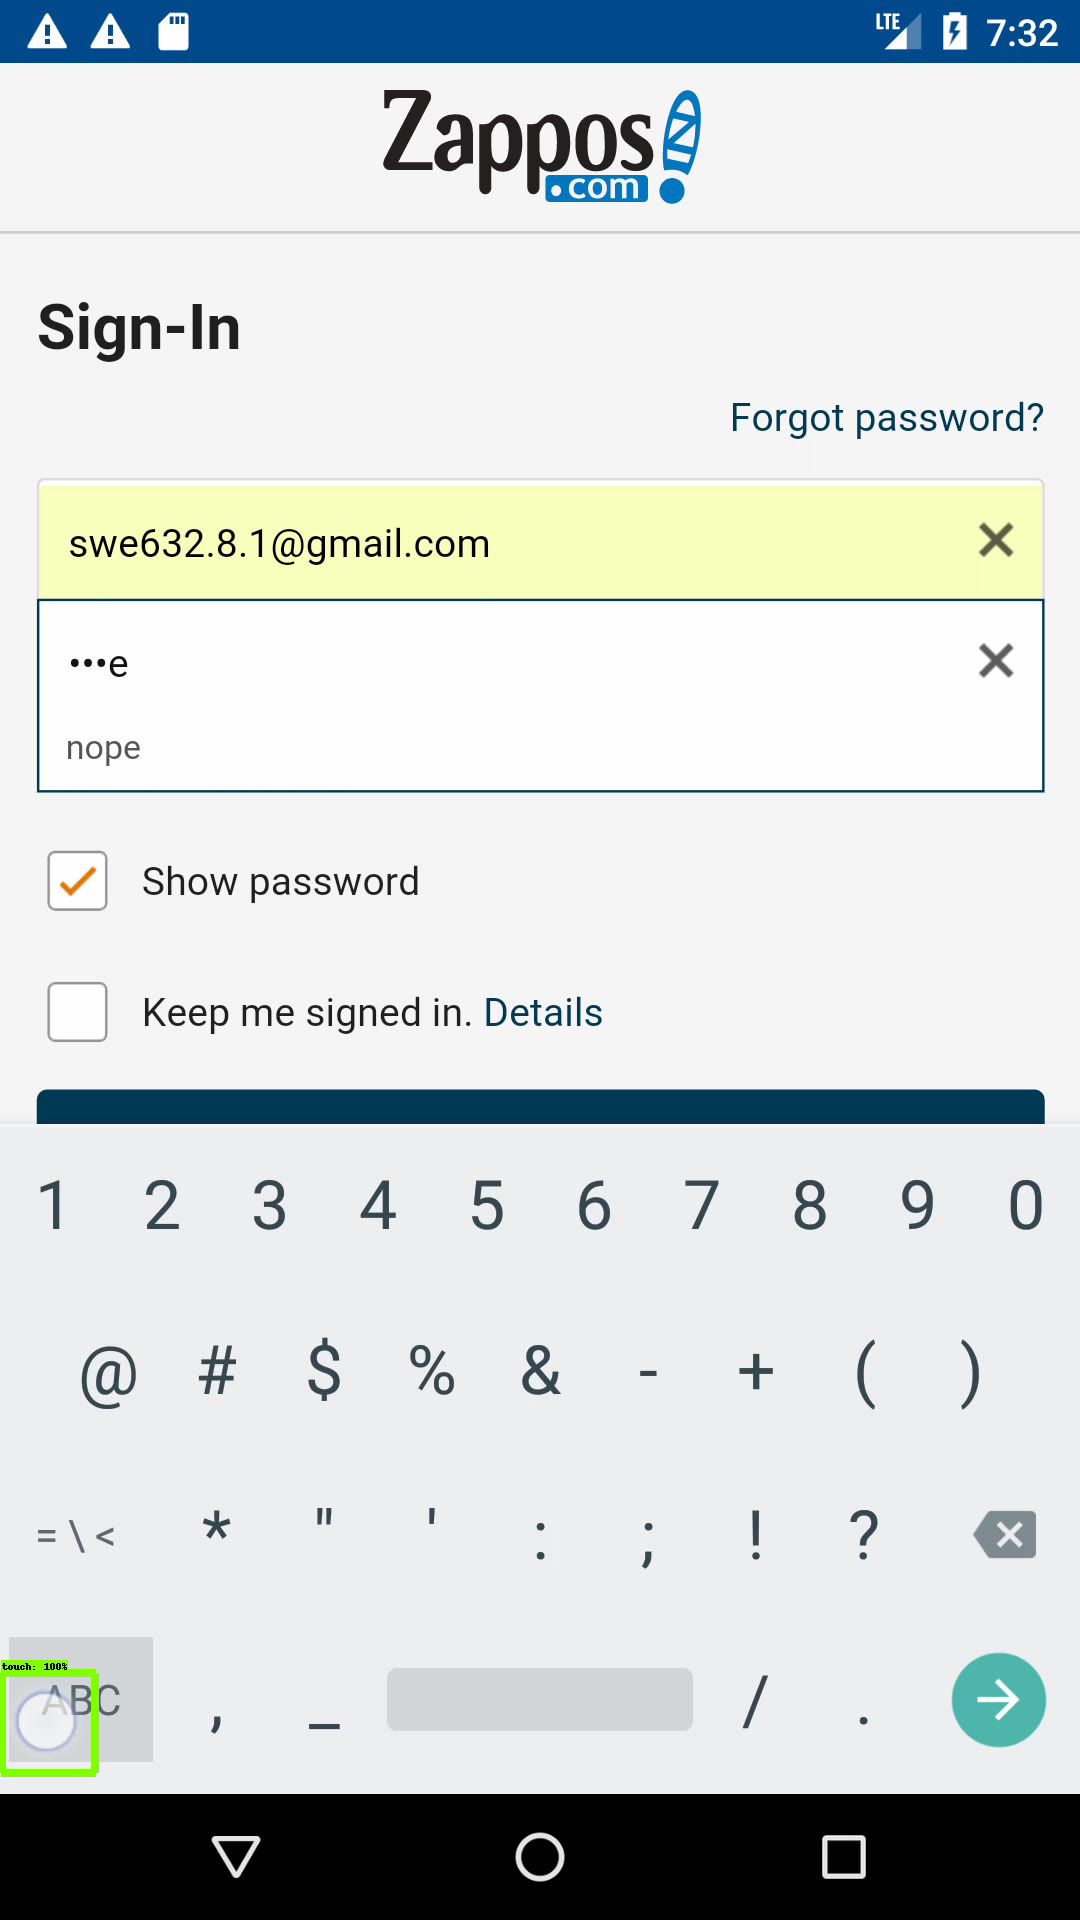 LTE 7:32
Zappos
.com
Sign-In
Forgot password?
swe632.8.1@gmail.com
•••e
nope
Show password
Keep me signed in. Details
1 2 3 4 5 6 7 8 9 0
@ # $ % & - + ( )
= \ < * " ' : ; ! ?
touch: 100%
ABC , _ / .